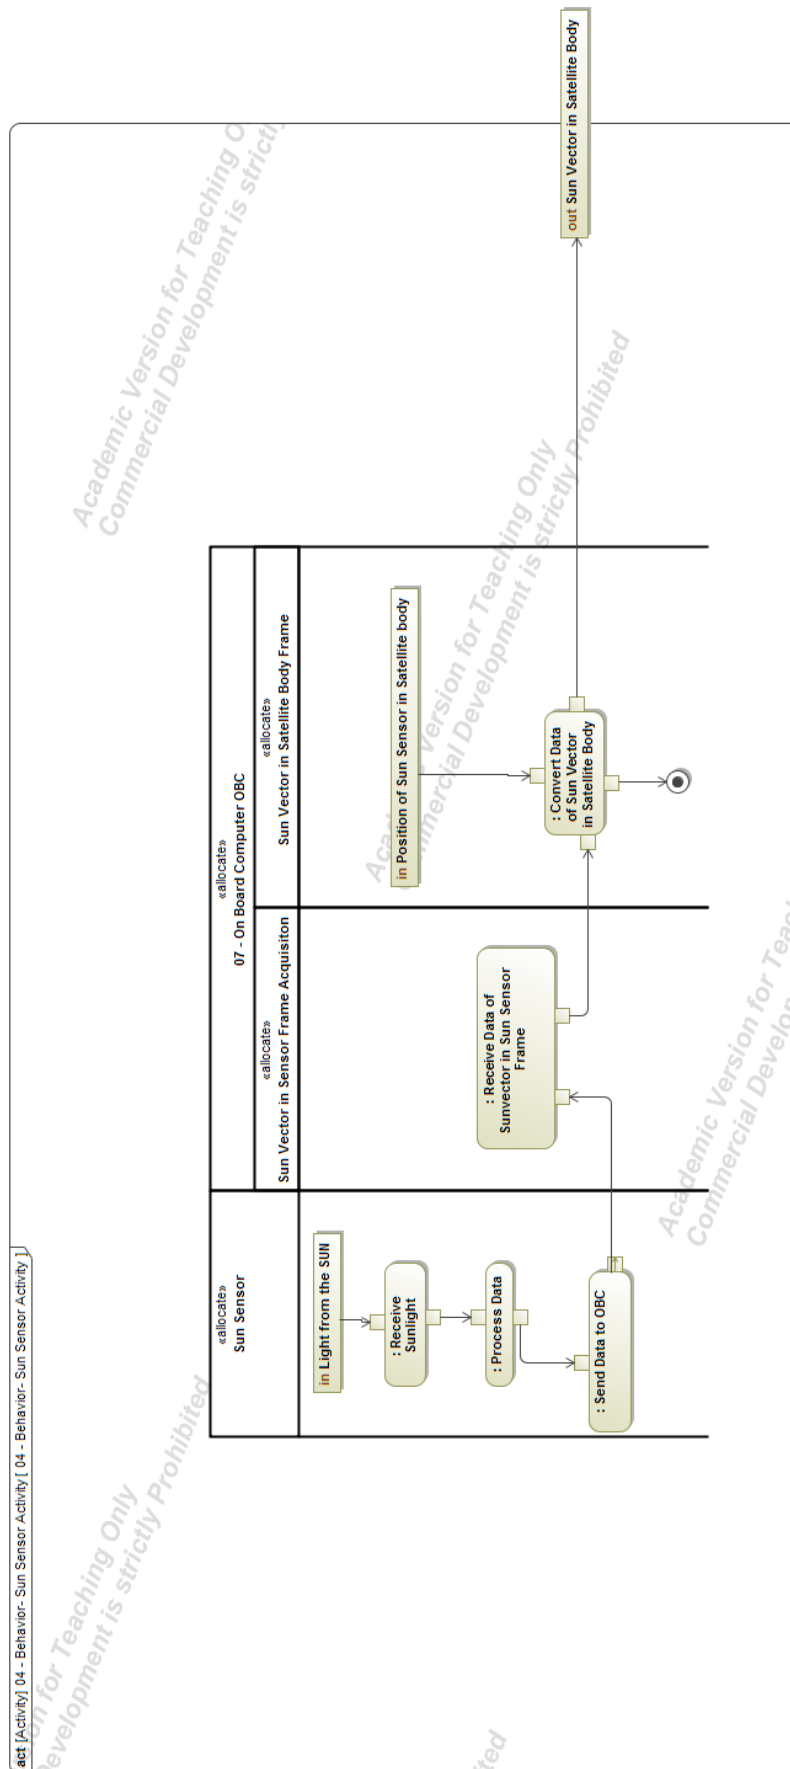 act [Activity] 04 - Behavior- Sun Sensor Activity [ 04 - Behavior- Sun Sensor Activity ]
«allocate»
Sun Sensor
«allocate»
07 - On Board Computer OBC
«allocate»
Sun Vector in Sensor Frame Acquisiton
«allocate»
Sun Vector in Satellite Body Frame
in Light from the SUN
: Receive
Sunlight
: Process Data
: Send Data to OBC
: Receive Data of
Sunvector in Sun Sensor
Frame
in Position of Sun Sensor in Satellite body
: Convert Data
of Sun Vector
in Satellite Body
out Sun Vector in Satellite Body
Academic Version for Teaching
Commercial Development is
Version for Teaching Only
Development is strictly Prohibited
for Teaching Only
is strictly Prohibited
Academic Version for
Commercial